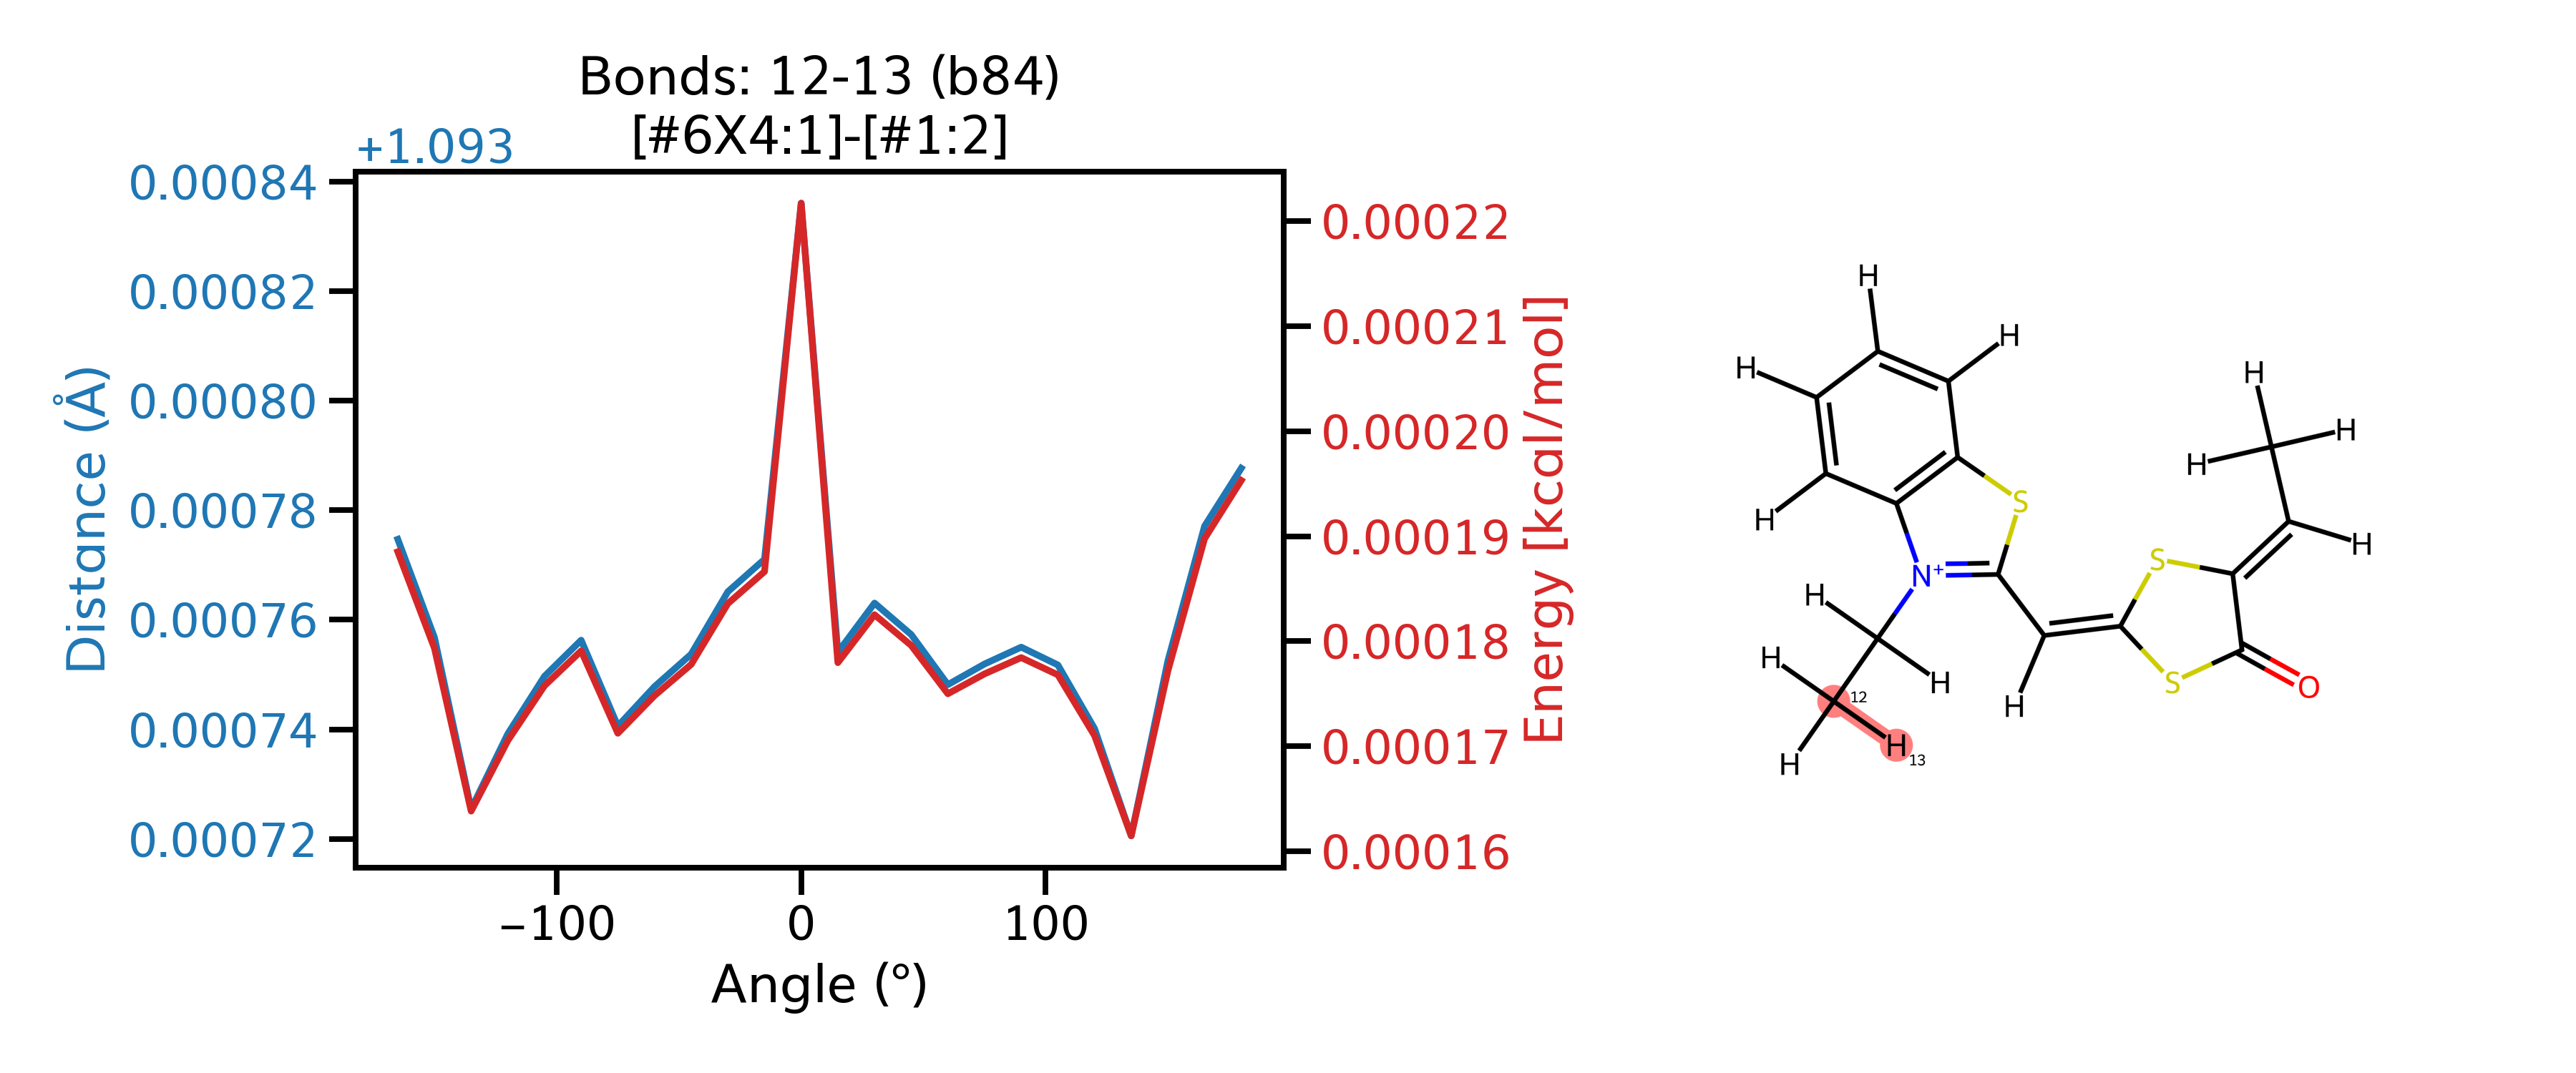 Bonds: 12-13 (b84)
[#6X4:1]-[#1:2]
+1.093
0.00084
0.00082
0.00080
0.00078
0.00076
0.00074
0.00072
Distance (Å)
0.00022
0.00021
0.00020
0.00019
0.00018
0.00017
0.00016
Energy [kcal/mol]
−100 0 100
Angle (°)
H
H
H
H
H
S
H
H
H
H
S
N+
H
H
H
12
H
13
H
H
S
O